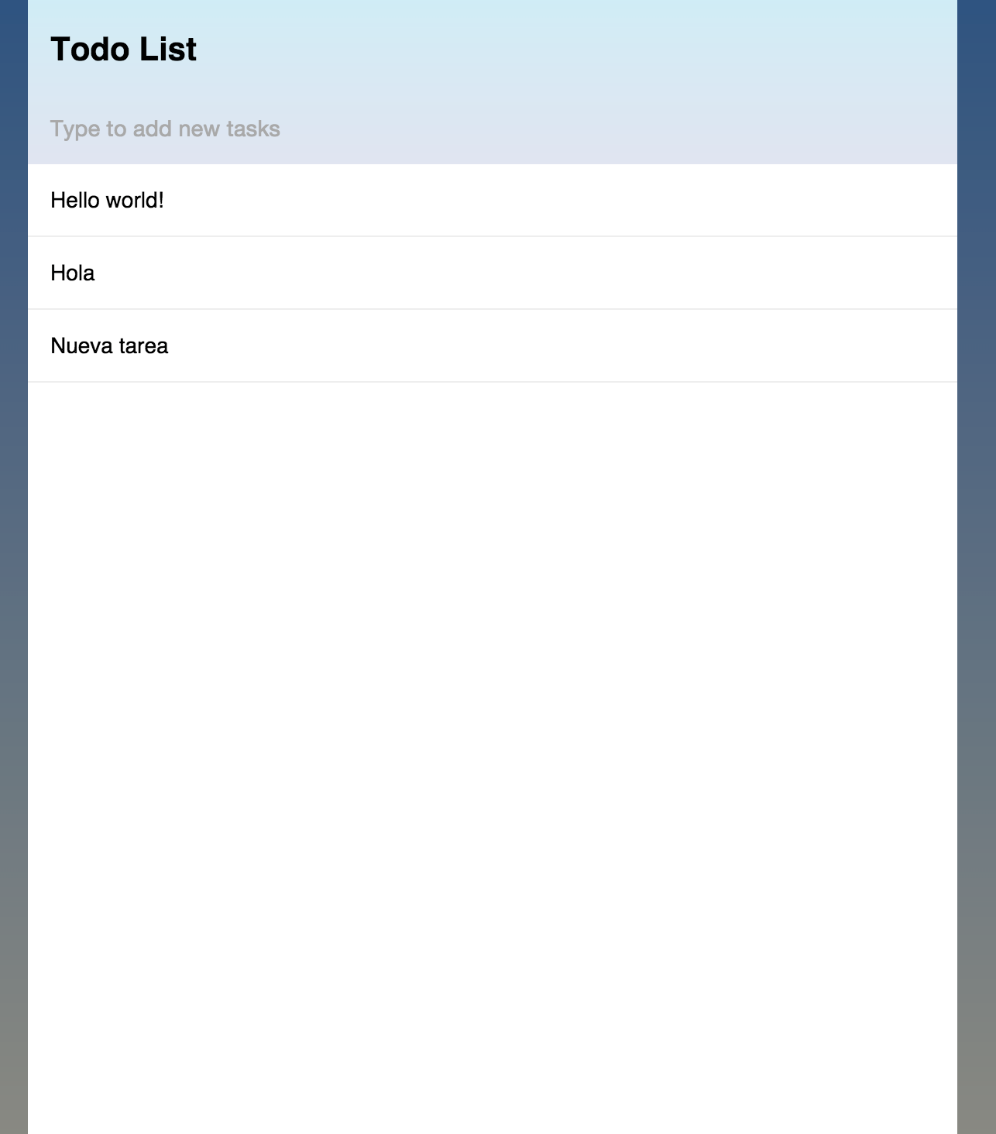 Todo List
Type to add new tasks
Hello world!
Hola
Nueva tarea